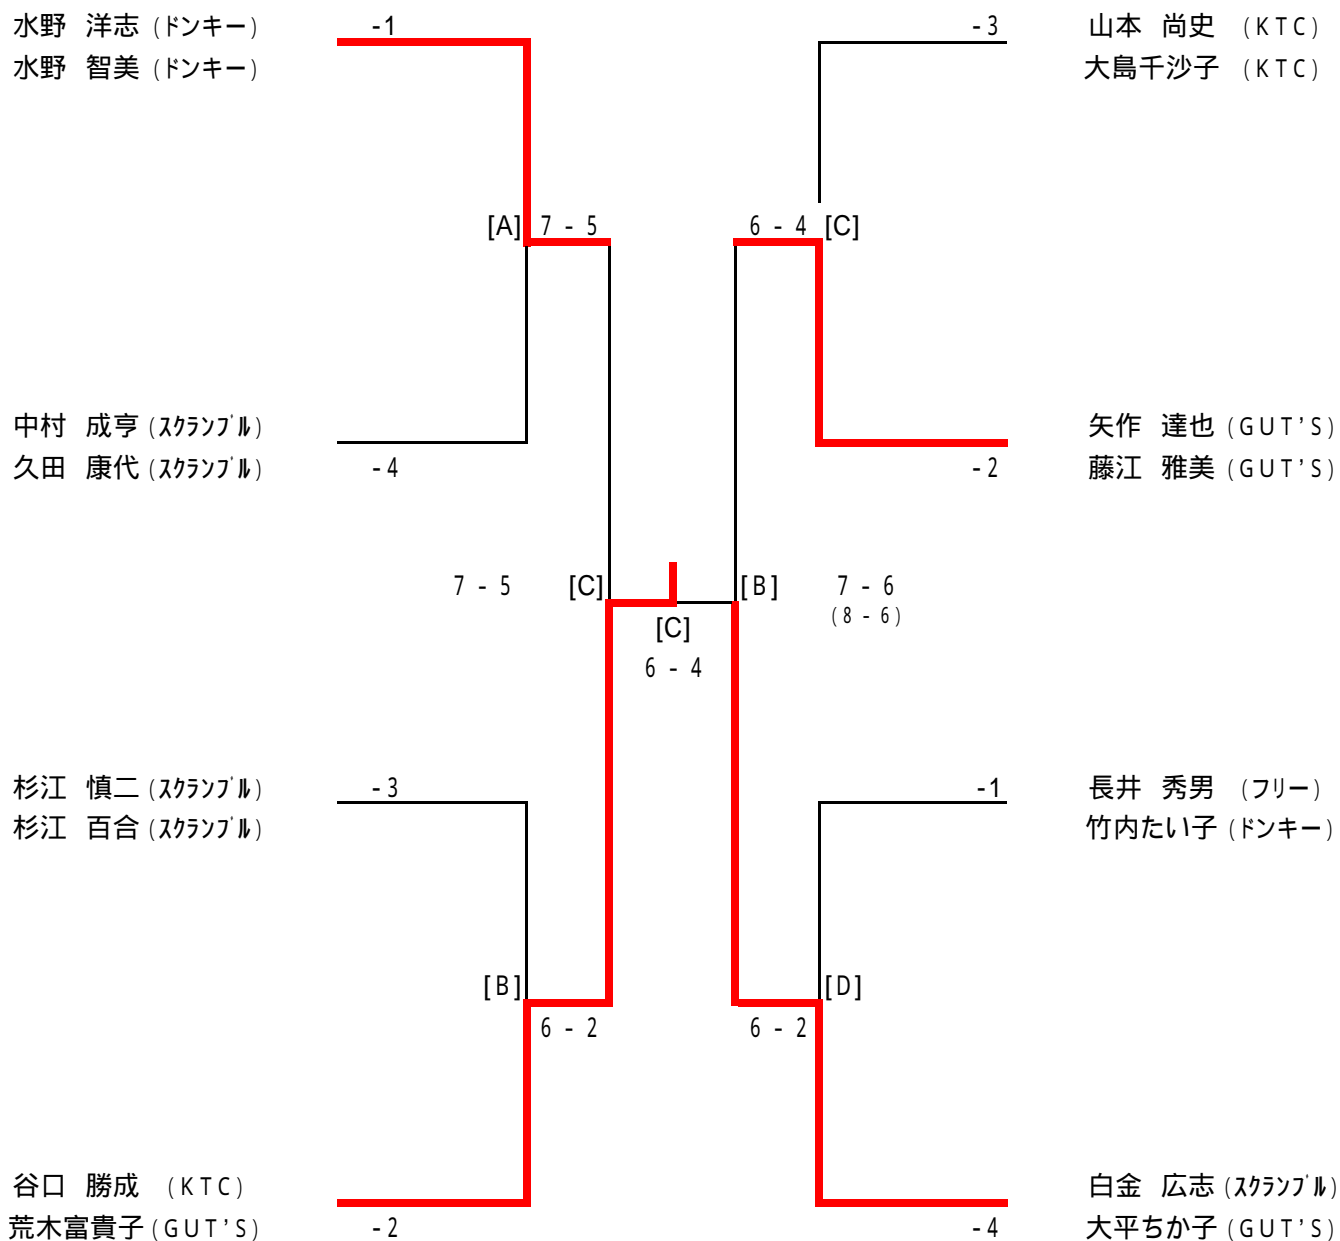 水野 洋志 (ドンキー) -1 -3 山本 尚史 (KTC)
水野 智美 (ドンキー) 大島千沙子 (KTC)
[A] 7 - 5 6 - 4 [C]
中村 成亨 (スクランブル) 矢作 達也 (GUT'S)
久田 康代 (スクランブル) -4 -2 藤江 雅美 (GUT'S)
7 - 5 [C] [B] 7 - 6
(8 - 6)
[C]
6 - 4
杉江 慎二 (スクランブル) -3 -1 長井 秀男 (フリー)
杉江 百合 (スクランブル) 竹内たい子 (ドンキー)
[B] [D]
6 - 2 6 - 2
谷口 勝成 (KTC) 白金 広志 (スクランブル)
荒木富貴子 (GUT'S) -2 -4 大平ちか子 (GUT'S)